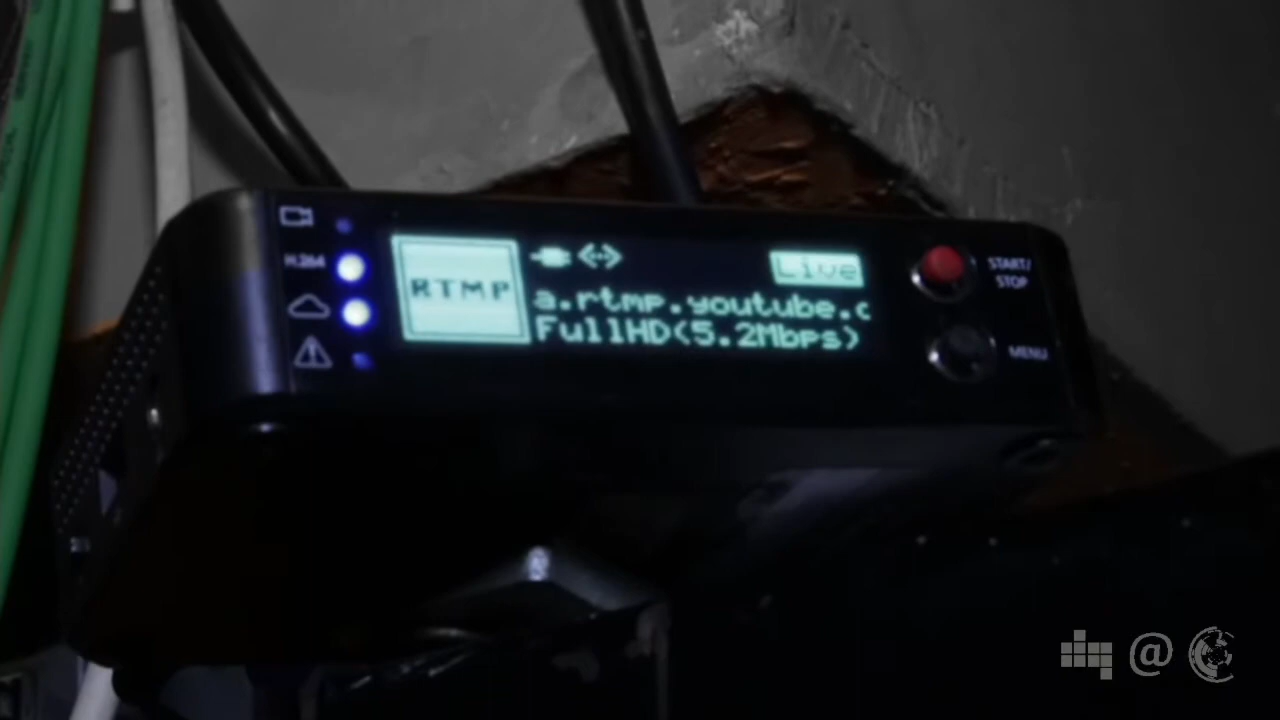 H.264
RTMP
Live
a.rtmp.youtube.c
FullHD(5.2Mbps)
START/
STOP
MENU
@